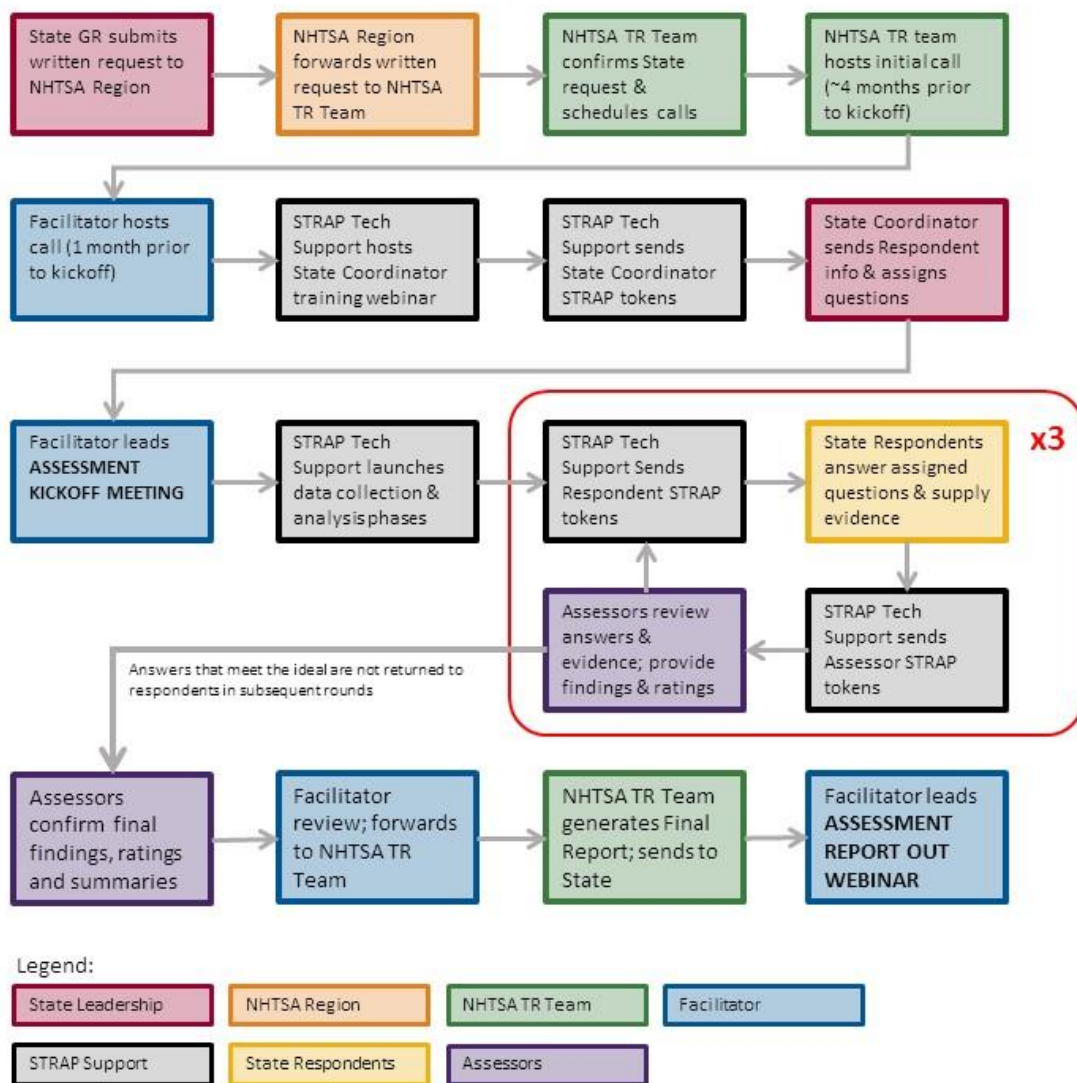 State GR submits
written request to
NHTSA Region
NHTSA Region
forwards written
request to NHTSA
TR Team
NHTSA TR Team
confirms State
request &
schedules calls
NHTSA TR team
hosts initial call
(~4 months prior
to kickoff)
Facilitator hosts
call (1 month prior
to kickoff)
STRAP Tech
Support hosts
State Coordinator
training webinar
STRAP Tech
Support sends
State Coordinator
STRAP tokens
State Coordinator
sends Respondent
info & assigns
questions
Facilitator leads
ASSESSMENT
KICKOFF MEETING
STRAP Tech
Support launches
data collection &
analysis phases
STRAP Tech
Support Sends
Respondent STRAP
tokens
State Respondents
answer assigned
questions & supply
evidence
x3
Assessors review
answers &
evidence; provide
findings & ratings
STRAP Tech
Support sends
Assessor STRAP
tokens
Answers that meet the ideal are not returned to
respondents in subsequent rounds
Assessors
confirm final
findings, ratings
and summaries
Facilitator
review; forwards
to NHTSA TR
Team
NHTSA TR Team
generates Final
Report; sends to
State
Facilitator leads
ASSESSMENT
REPORT OUT
WEBINAR
Legend:
State Leadership
NHTSA Region
NHTSA TR Team
Facilitator
STRAP Support
State Respondents
Assessors